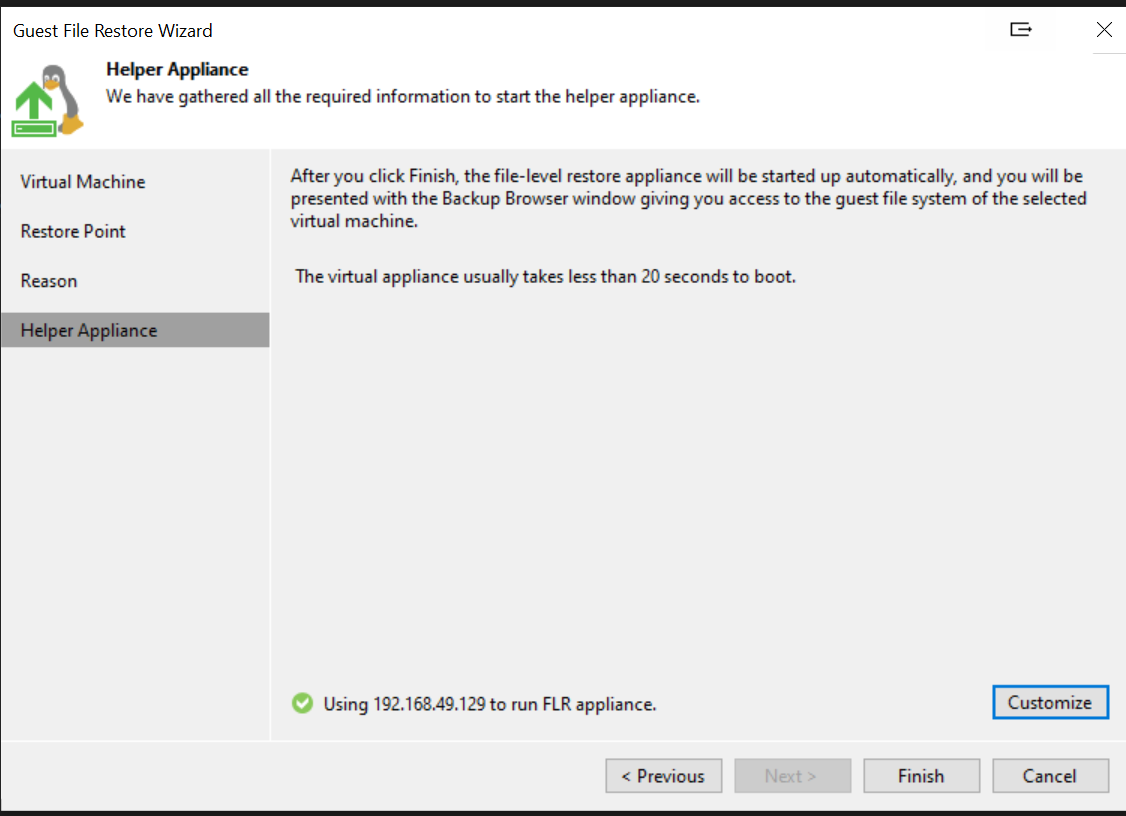 Guest File Restore Wizard
Helper Appliance
We have gathered all the required information to start the helper appliance.
Virtual Machine
Restore Point
Reason
Helper Appliance
After you click Finish, the file-level restore appliance will be started up automatically, and you will be
presented with the Backup Browser window giving you access to the guest file system of the selected
virtual machine.
The virtual appliance usually takes less than 20 seconds to boot.
Using 192.168.49.129 to run FLR appliance.
Customize
< Previous
Next >
Finish
Cancel